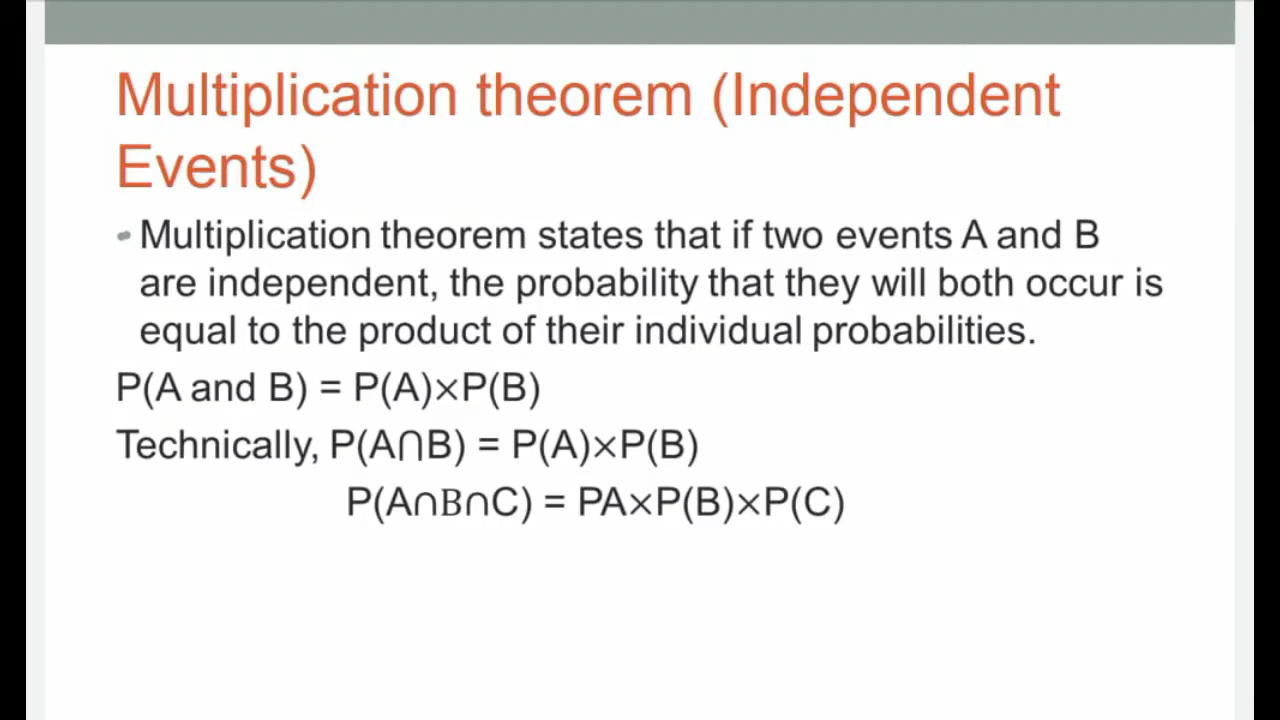 Multiplication theorem (Independent
Events)
Multiplication theorem states that if two events A and B
are independent, the probability that they will both occur is
equal to the product of their individual probabilities.
P(A and B) = P(A)×P(B)
Technically, P(A⋂B) = P(A)×P(B)
P(A∩B∩C) = PA×P(B)×P(C)